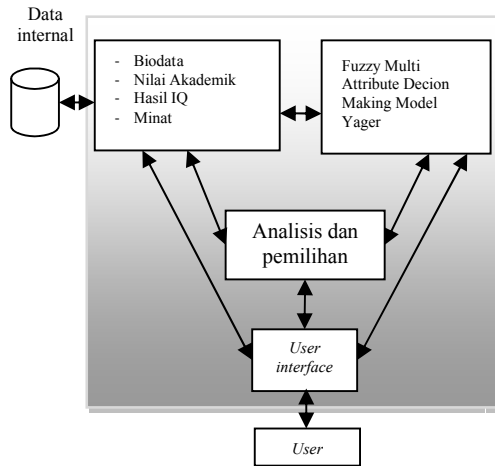 Data
internal
- Biodata
- Nilai Akademik
- Hasil IQ
- Minat
Fuzzy Multi
Attribute Decion
Making Model
Yager
Analisis dan
pemilihan
User
interface
User